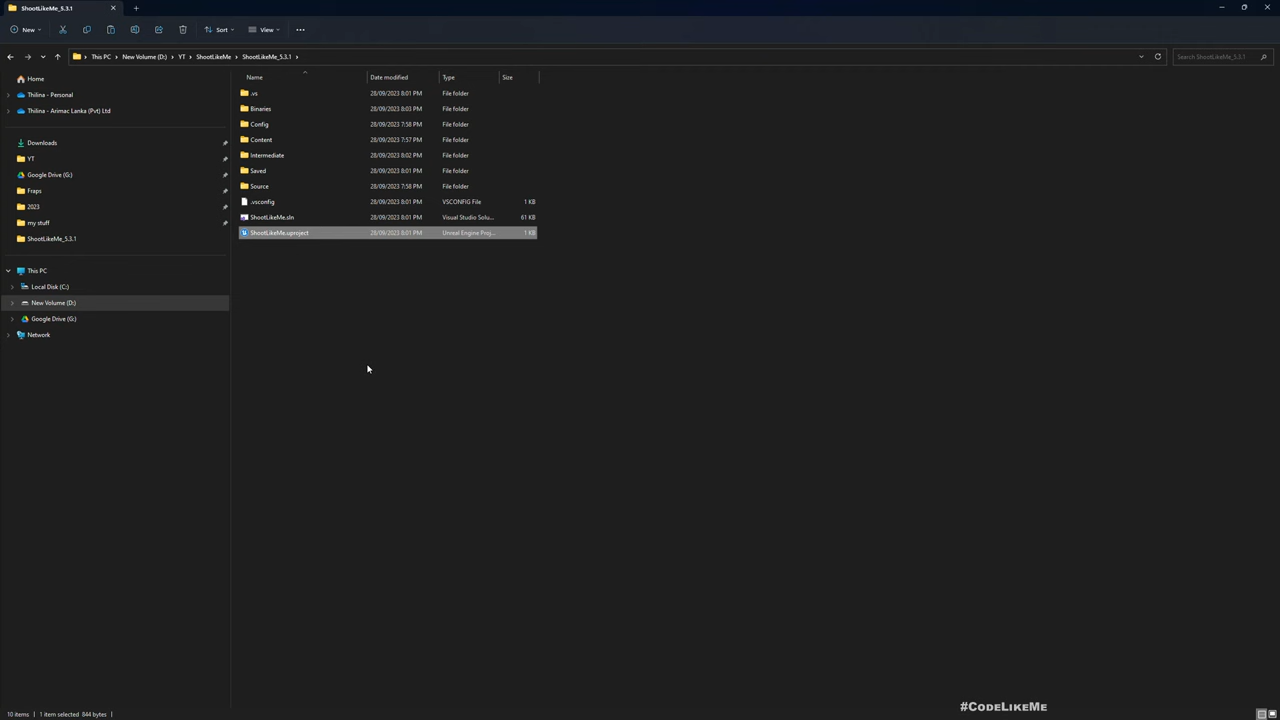 ShootLikeMe_5.3.1
New
Sort
View
This PC
New Volume (D:)
YT
ShootLikeMe
ShootLikeMe_5.3.1
Search ShootLikeMe_5.3.1
Home
Thilina - Personal
Thilina - Arimac Lanka (Pvt) Ltd
Downloads
YT
Google Drive (G:)
Fraps
2023
my stuff
ShootLikeMe_5.3.1
This PC
Local Disk (C:)
New Volume (D:)
Google Drive (G:)
Network
Name Date modified Type Size
.vs 28/09/2023 8:01 PM File folder
Binaries 28/09/2023 8:03 PM File folder
Config 28/09/2023 7:58 PM File folder
Content 28/09/2023 7:57 PM File folder
Intermediate 28/09/2023 8:02 PM File folder
Saved 28/09/2023 8:01 PM File folder
Source 28/09/2023 7:58 PM File folder
.vsconfig 28/09/2023 8:01 PM VSCONFIG File 1 KB
ShootLikeMe.sln 28/09/2023 8:01 PM Visual Studio Solu... 61 KB
ShootLikeMe.uproject 28/09/2023 8:01 PM Unreal Engine Proj... 1 KB
#CodeLikeMe
10 items 1 item selected 844 bytes